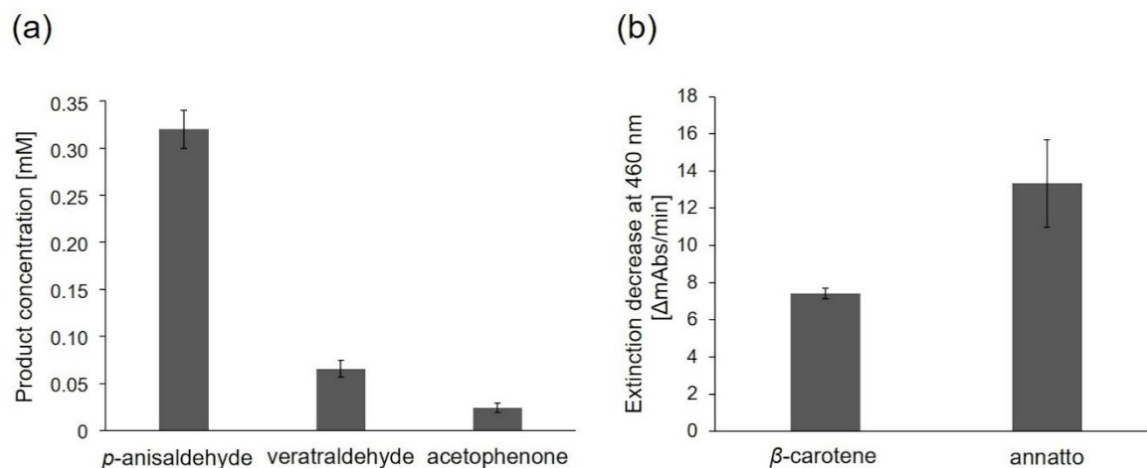 (a)
Product concentration [mM]
0.35
0.30
0.25
0.20
0.15
0.10
0.05
0
p-anisaldehyde veratraldehyde acetophenone
(b)
Extinction decrease at 460 nm
[ΔmAbs/min]
18
16
14
12
10
8
6
4
2
0
β-carotene annatto